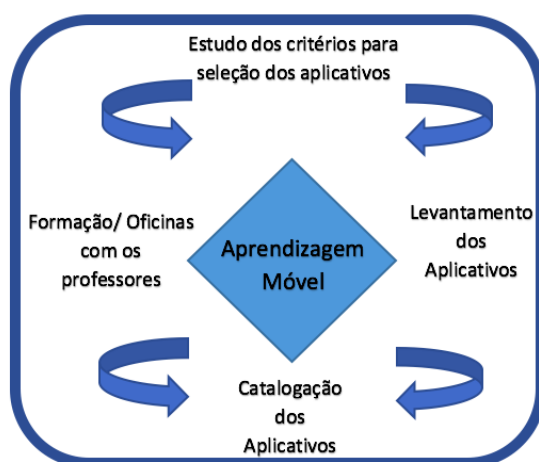 Estudo dos critérios para
seleção dos aplicativos
Formação/ Oficinas
com os
professores
Aprendizagem
Móvel
Levantamento
dos
Aplicativos
Catalogação
dos
Aplicativos